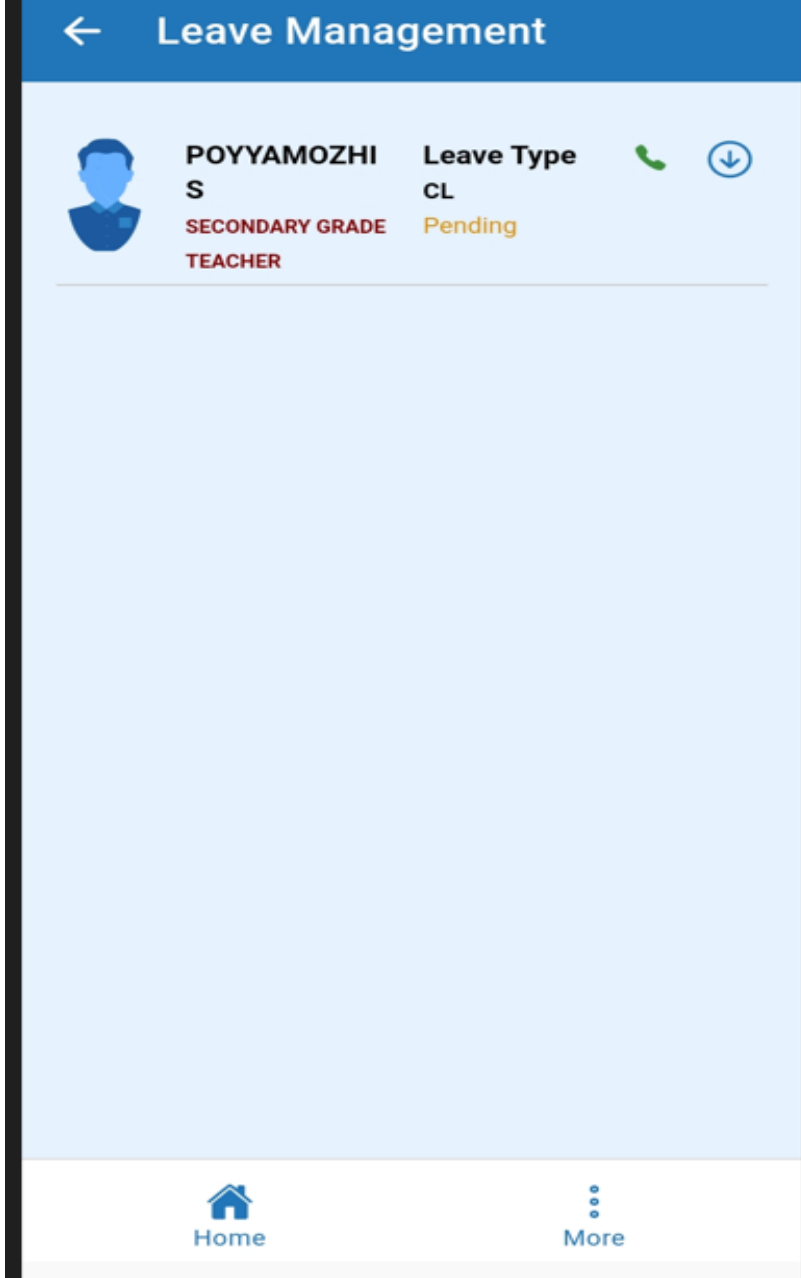 Leave Management
POYYAMOZHI
S
SECONDARY GRADE
TEACHER
Leave Type
CL
Pending
Home
More